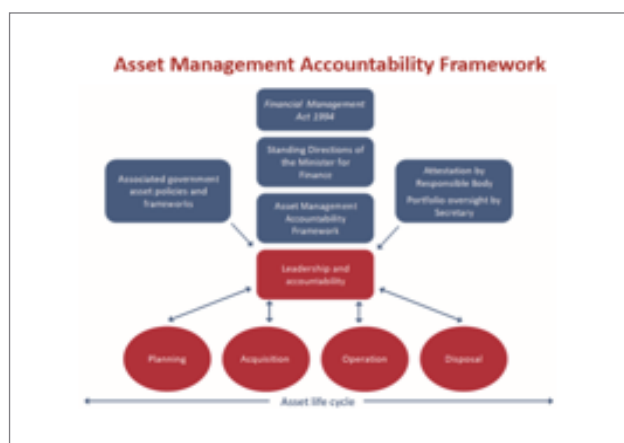 Asset Management Accountability Framework
Financial Management
Act 1994
Standing Directions of
the Minister for
Finance
Associated government
asset policies and
frameworks
Attestation by
Responsible Body
Portfolio oversight by
Secretary
Asset Management
Accountability
Framework
Leadership and
accountability
Planning
Acquisition
Operation
Disposal
Asset life cycle